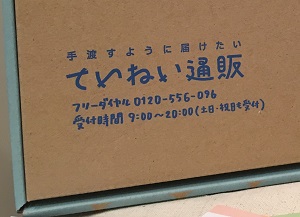 手渡すように届けたい
ていねい通販
フリーダイヤル 0120-556-096
受付時間 9:00〜20:00(土日・祝日も受付)